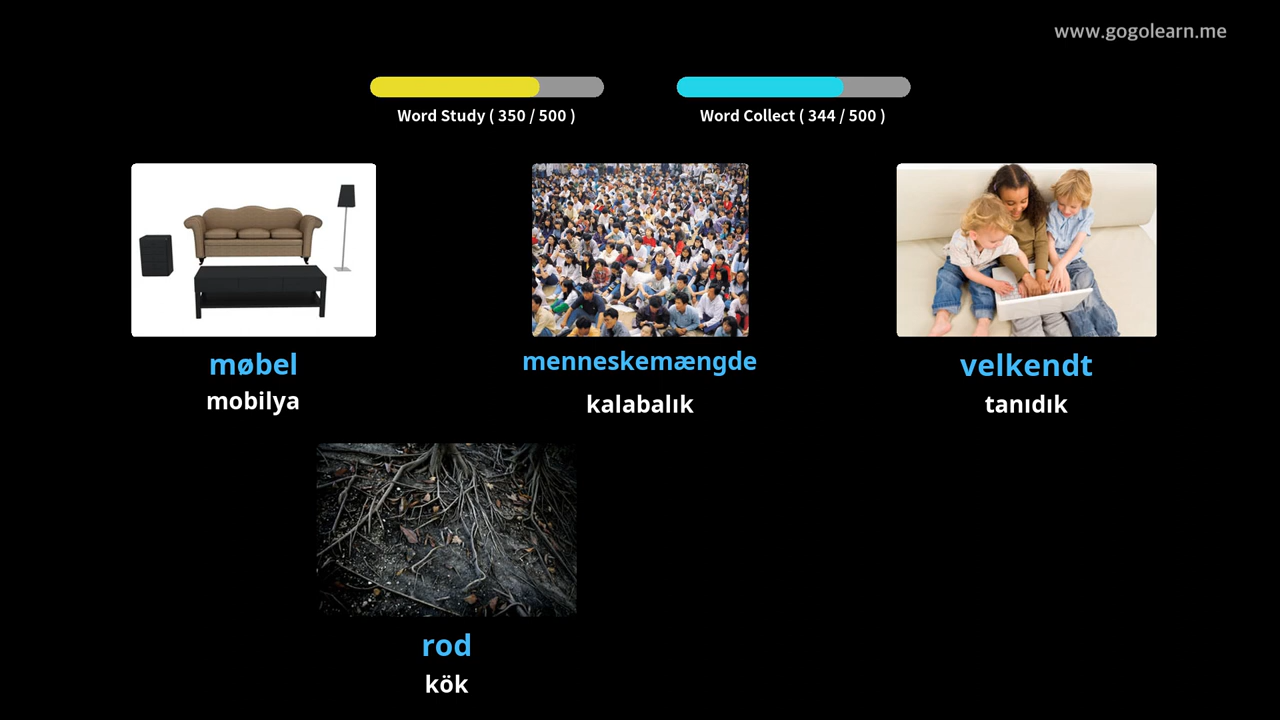 www.gogolearn.me
Word Study ( 350 / 500 )
Word Collect ( 344 / 500 )
møbel
mobilya
menneskemængde
kalabalık
velkendt
tanıdık
rod
kök